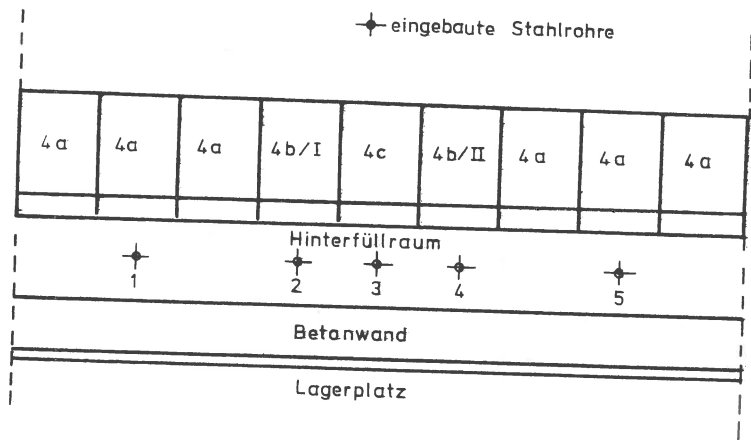 eingebaute Stahlrohre
4a 4a 4a 4b/I 4c 4b/II 4a 4a 4a
Hinterfüllraum
1 2 3 4 5
Betonwand
Lagerplatz